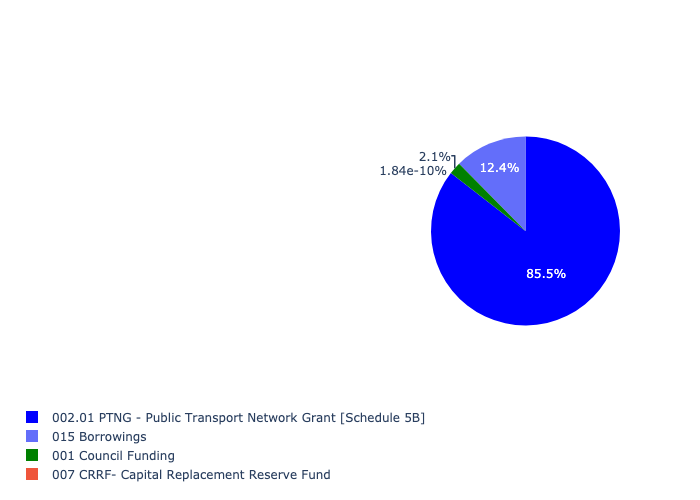 2.1%
1.84e-10%
12.4%
85.5%
002.01 PTNG - Public Transport Network Grant [Schedule 5B]
015 Borrowings
001 Council Funding
007 CRRF- Capital Replacement Reserve Fund